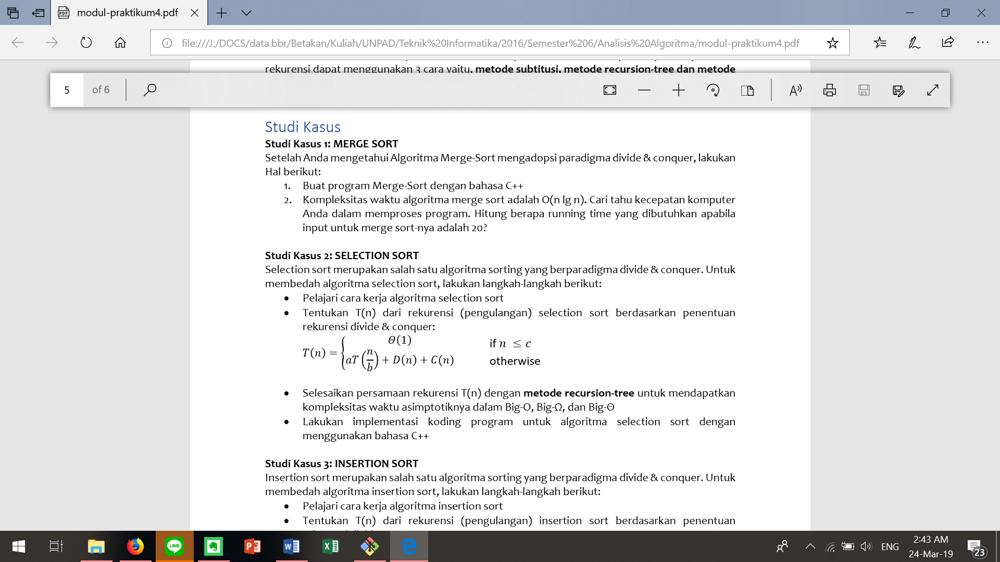 modul-praktikum4.pdf
file:///J:/DOCS/data.bbr/Betakan/Kuliah/UNPAD/Teknik%20Informatika/2016/Semester%206/Analisis%20Algoritma/modul-praktikum4.pdf
rekurensi dapat menggunakan 3 cara yaitu, metode subtitusi, metode recursion-tree dan metode
5 of 6
Studi Kasus
Studi Kasus 1: MERGE SORT
Setelah Anda mengetahui Algoritma Merge-Sort mengadopsi paradigma divide & conquer, lakukan
Hal berikut:
1. Buat program Merge-Sort dengan bahasa C++
2. Kompleksitas waktu algoritma merge sort adalah O(n lg n). Cari tahu kecepatan komputer
Anda dalam memproses program. Hitung berapa running time yang dibutuhkan apabila
input untuk merge sort-nya adalah 20?
Studi Kasus 2: SELECTION SORT
Selection sort merupakan salah satu algoritma sorting yang berparadigma divide & conquer. Untuk
membedah algoritma selection sort, lakukan langkah-langkah berikut:
• Pelajari cara kerja algoritma selection sort
• Tentukan T(n) dari rekurensi (pengulangan) selection sort berdasarkan penentuan
rekurensi divide & conquer:
T(n) = { Θ(1) if n ≤ c
aT(n/b) + D(n) + C(n) otherwise
• Selesaikan persamaan rekurensi T(n) dengan metode recursion-tree untuk mendapatkan
kompleksitas waktu asimptotiknya dalam Big-O, Big-Ω, dan Big-Θ
• Lakukan implementasi koding program untuk algoritma selection sort dengan
menggunakan bahasa C++
Studi Kasus 3: INSERTION SORT
Insertion sort merupakan salah satu algoritma sorting yang berparadigma divide & conquer. Untuk
membedah algoritma insertion sort, lakukan langkah-langkah berikut:
• Pelajari cara kerja algoritma insertion sort
• Tentukan T(n) dari rekurensi (pengulangan) insertion sort berdasarkan penentuan
ENG
2:43 AM
24-Mar-19
23